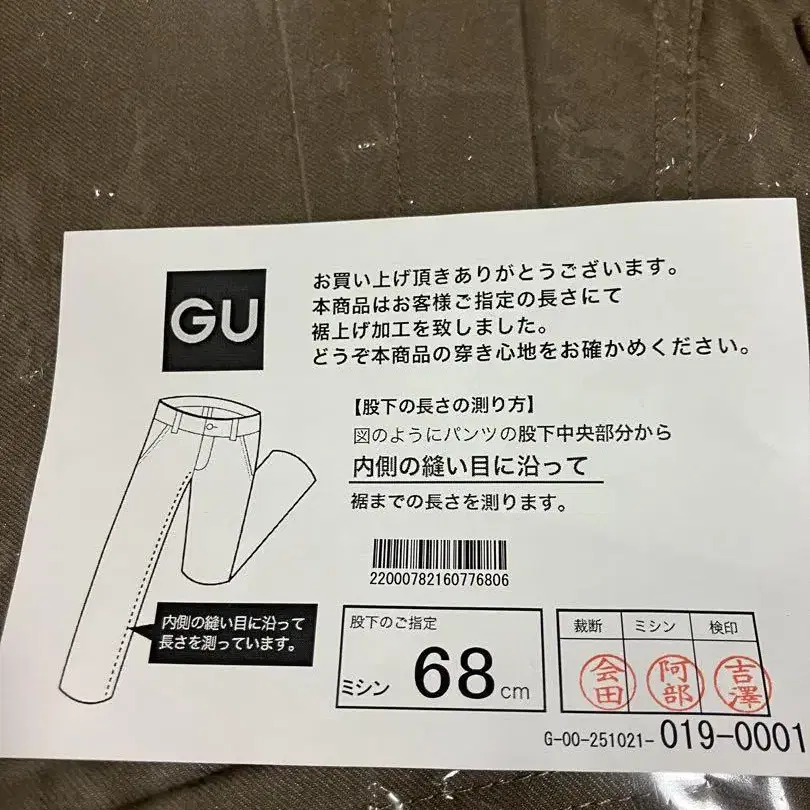 GU
お買い上げ頂きありがとうございます。
本商品はお客様ご指定の長さにて
裾上げ加工を致しました。
どうぞ本商品の穿き心地をお確かめください。
【股下の長さの測り方】
図のようにパンツの股下中央部分から
内側の縫い目に沿って
裾までの長さを測ります。
22000782160776806
内側の縫い目に沿って
長さを測っています。
股下のご指定
ミシン 68cm
裁断 ミシン 検印
会田 阿部 吉澤
G-00-251021-019-0001